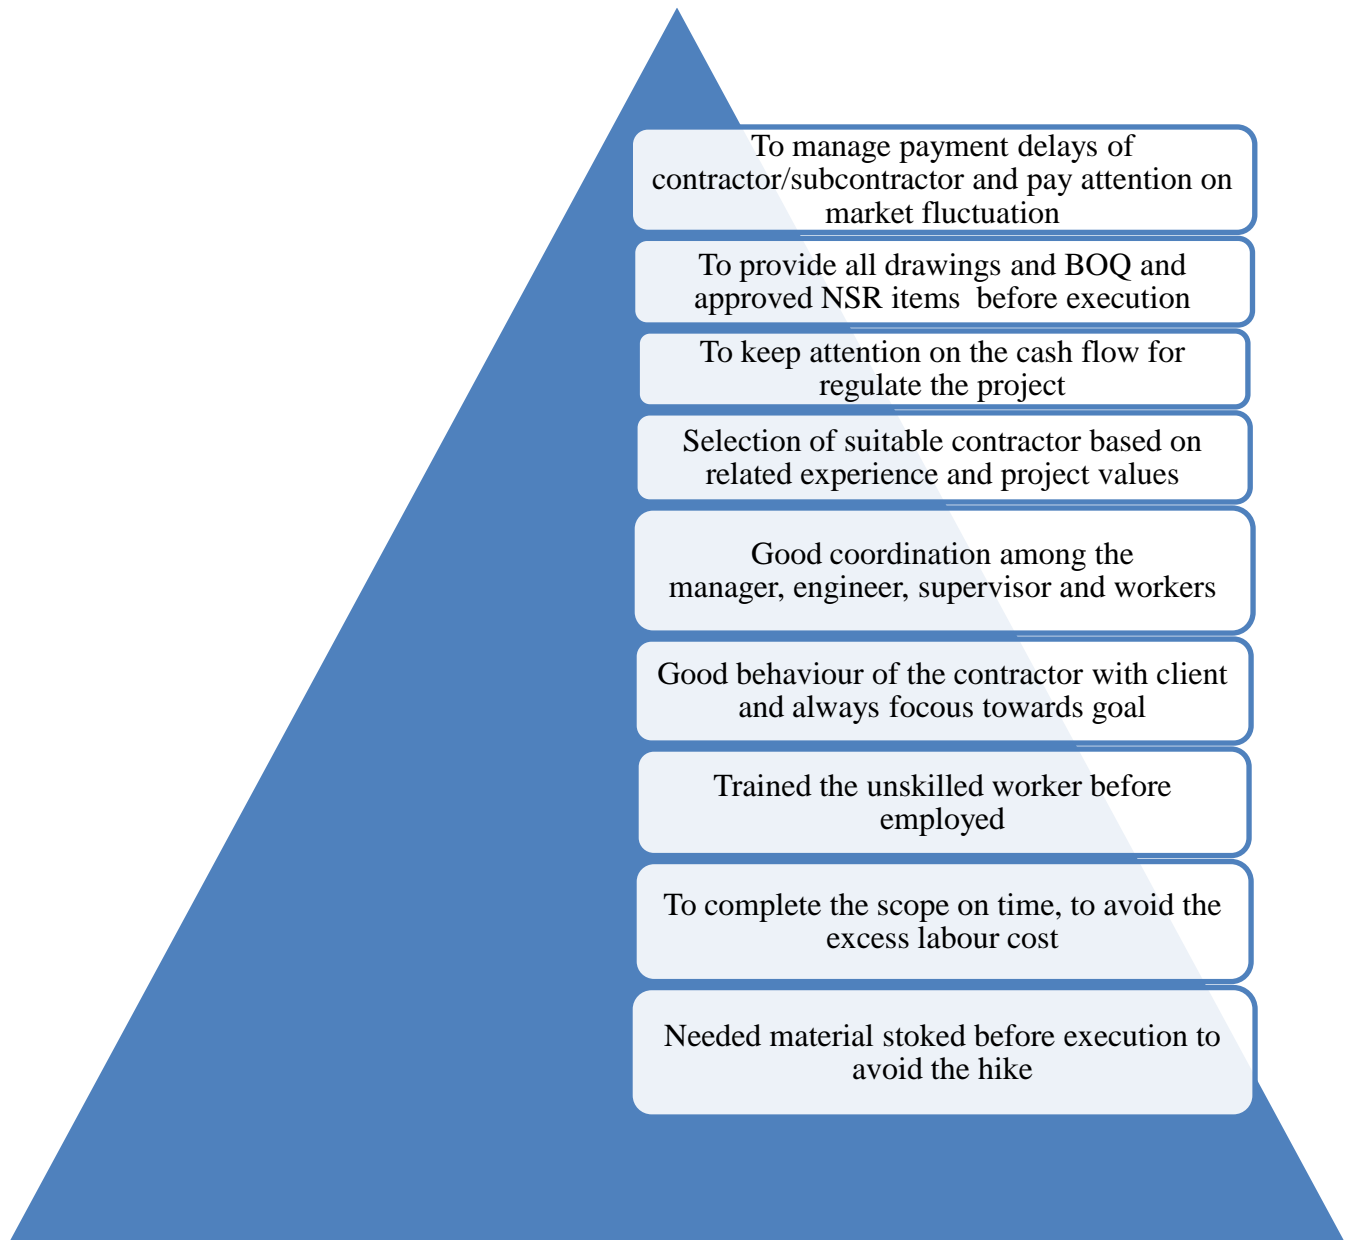 To manage payment delays of
contractor/subcontractor and pay attention on
market fluctuation
To provide all drawings and BOQ and
approved NSR items  before execution
To keep attention on the cash flow for
regulate the project
Selection of suitable contractor based on
related experience and project values
Good coordination among the
manager, engineer, supervisor and workers
Good behaviour of the contractor with client
and always focous towards goal
Trained the unskilled worker before
employed
To complete the scope on time, to avoid the
excess labour cost
Needed material stoked before execution to
avoid the hike